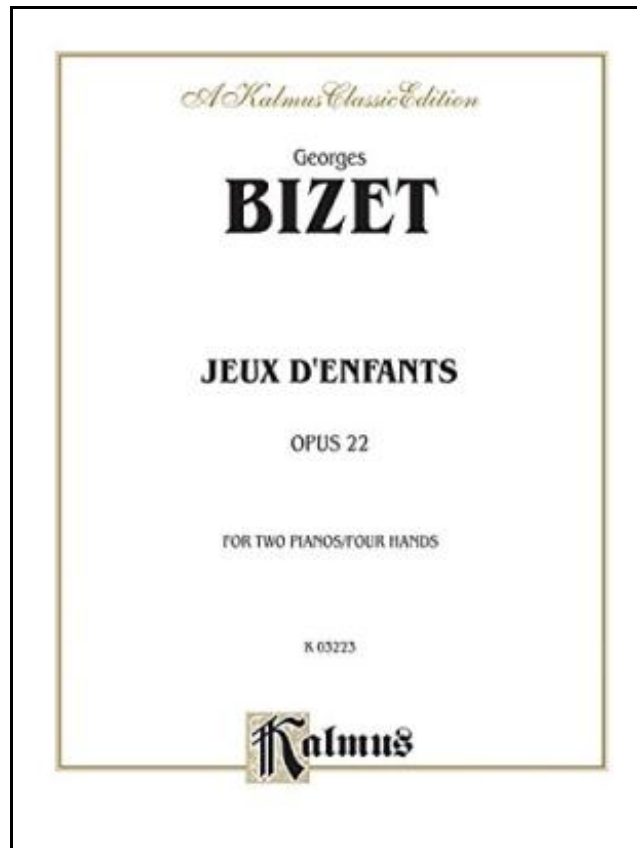 A Kalmus Classic Edition
Georges
BIZET
JEUX D'ENFANTS
OPUS 22
FOR TWO PIANOS/FOUR HANDS
K 03223
Kalmus